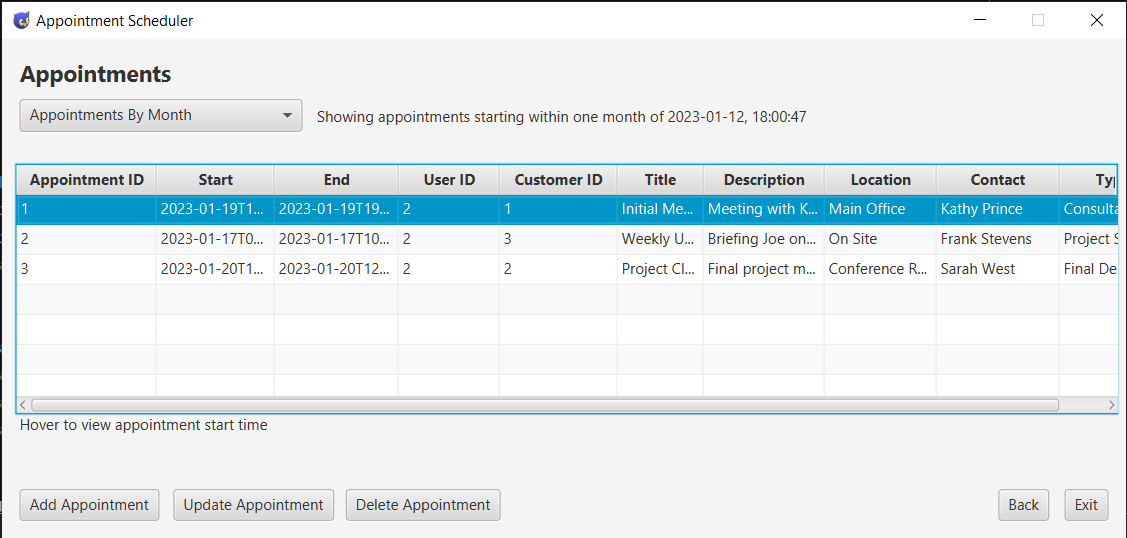 Appointment Scheduler
Appointments
Appointments By Month Showing appointments starting within one month of 2023-01-12, 18:00:47
Appointment ID Start End User ID Customer ID Title Description Location Contact Typ
1 2023-01-19T1... 2023-01-19T19... 2 1 Initial Me... Meeting with K... Main Office Kathy Prince Consulta
2 2023-01-17T0... 2023-01-17T10... 2 3 Weekly U... Briefing Joe on... On Site Frank Stevens Project S
3 2023-01-20T1... 2023-01-20T12... 2 2 Project Cl... Final project m... Conference R... Sarah West Final De
Hover to view appointment start time
Add Appointment Update Appointment Delete Appointment Back Exit